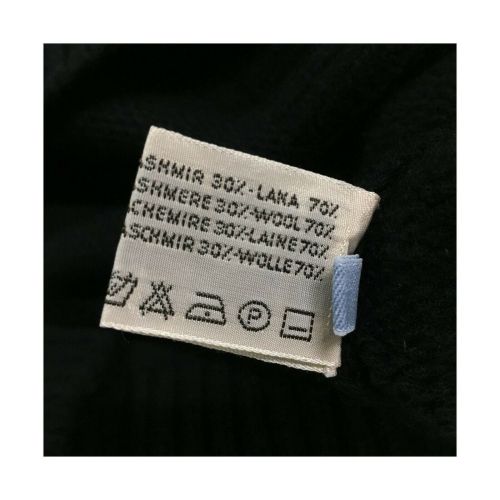 ASHMIR 30%-LANA 70%
ASHMERE 30%-WOOL 70%
ACHEMIRE 30%-LAINE 70%
ASCHMIR 30%-WOLLE 70%
P